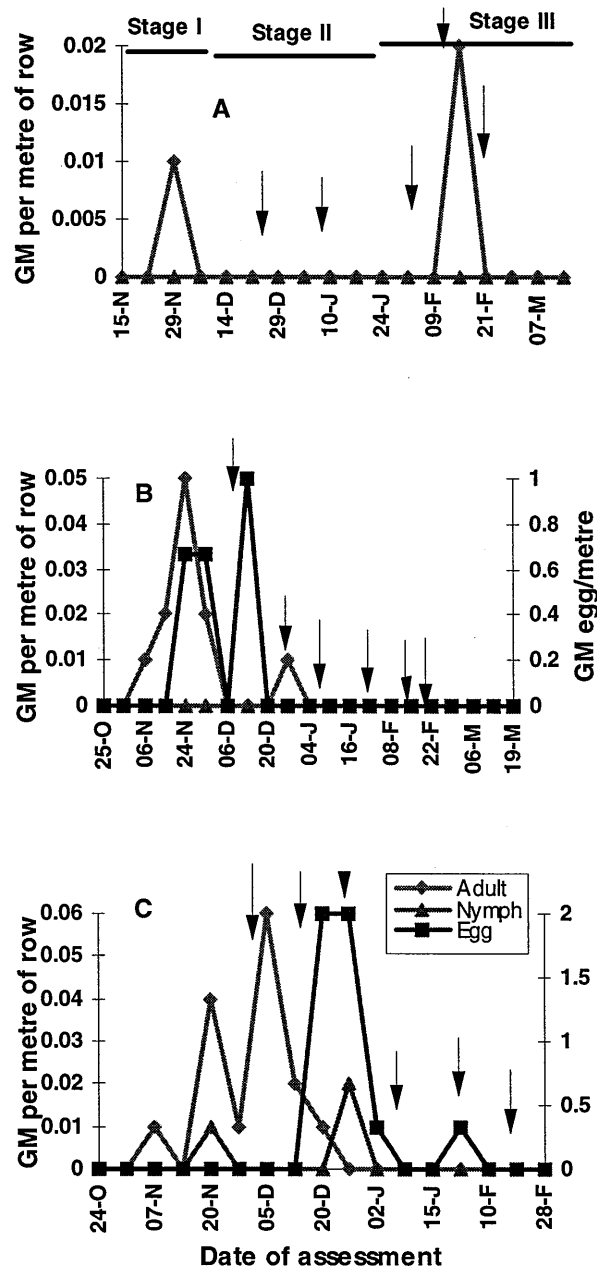 Stage I Stage II Stage III
A
GM per metre of row
0.02
0.015
0.01
0.005
0
15-N 29-N 14-D 29-D 10-J 24-J 09-F 21-F 07-M
B
GM per metre of row
0.05
0.04
0.03
0.02
0.01
0
1
0.8
0.6
0.4
0.2
0
GM egg/metre
25-O 06-N 24-N 06-D 20-D 04-J 16-J 08-F 22-F 06-M 19-M
C
Adult
Nymph
Egg
GM per metre of row
0.06
0.05
0.04
0.03
0.02
0.01
0
2
1.5
1
0.5
0
24-O 07-N 20-N 05-D 20-D 02-J 15-J 10-F 28-F
Date of assessment